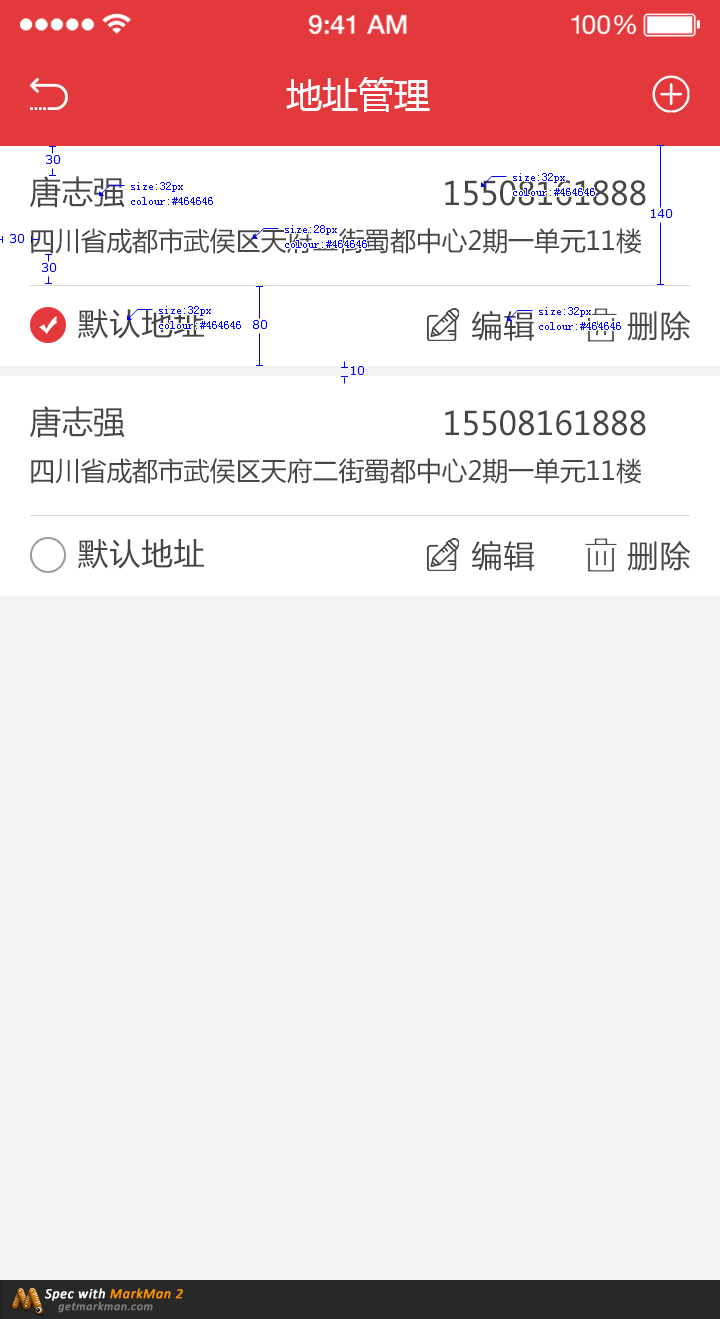 9:41 AM 100%
地址管理
30
唐志强 size:32px colour:#464646 15508161888 size:32px colour:#464646
140
30 四川省成都市武侯区天府二街蜀都中心2期一单元11楼 size:28px colour:#464646
30
默认地址 size:32px colour:#464646 80 编辑 size:32px colour:#464646 删除
10
唐志强 15508161888
四川省成都市武侯区天府二街蜀都中心2期一单元11楼
默认地址 编辑 删除
Spec with MarkMan 2
getmarkman.com